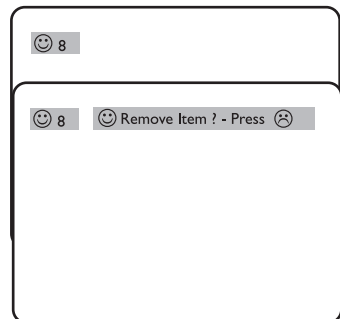 ☺ 8
☺ 8 ☺ Remove Item ? - Press ☹